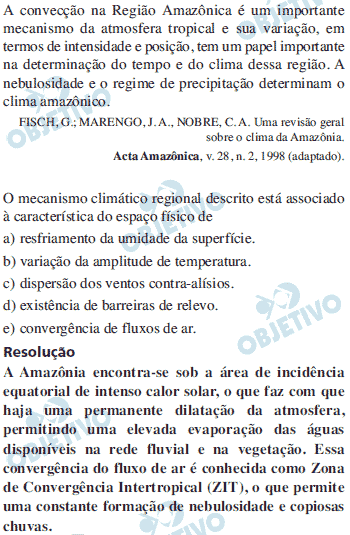 A convecção na Região Amazônica é um importante
mecanismo da atmosfera tropical e sua variação, em
termos de intensidade e posição, tem um papel importante
na determinação do tempo e do clima dessa região. A
nebulosidade e o regime de precipitação determinam o
clima amazônico.
FISCH, G.; MARENGO, J. A., NOBRE, C. A. Uma revisão geral
sobre o clima da Amazônia.
Acta Amazônica, v. 28, n. 2, 1998 (adaptado).
O mecanismo climático regional descrito está associado
à característica do espaço físico de
a) resfriamento da umidade da superfície.
b) variação da amplitude de temperatura.
c) dispersão dos ventos contra-alísios.
d) existência de barreiras de relevo.
e) convergência de fluxos de ar.
Resolução
A Amazônia encontra-se sob a área de incidência
equatorial de intenso calor solar, o que faz com que
haja uma permanente dilatação da atmosfera,
permitindo uma elevada evaporação das águas
disponíveis na rede fluvial e na vegetação. Essa
convergência do fluxo de ar é conhecida como Zona
de Convergência Intertropical (ZIT), o que permite
uma constante formação de nebulosidade e copiosas
chuvas.
OBJETIVO
OBJETIVO
OBJETIVO
OBJETIVO
OBJETIVO